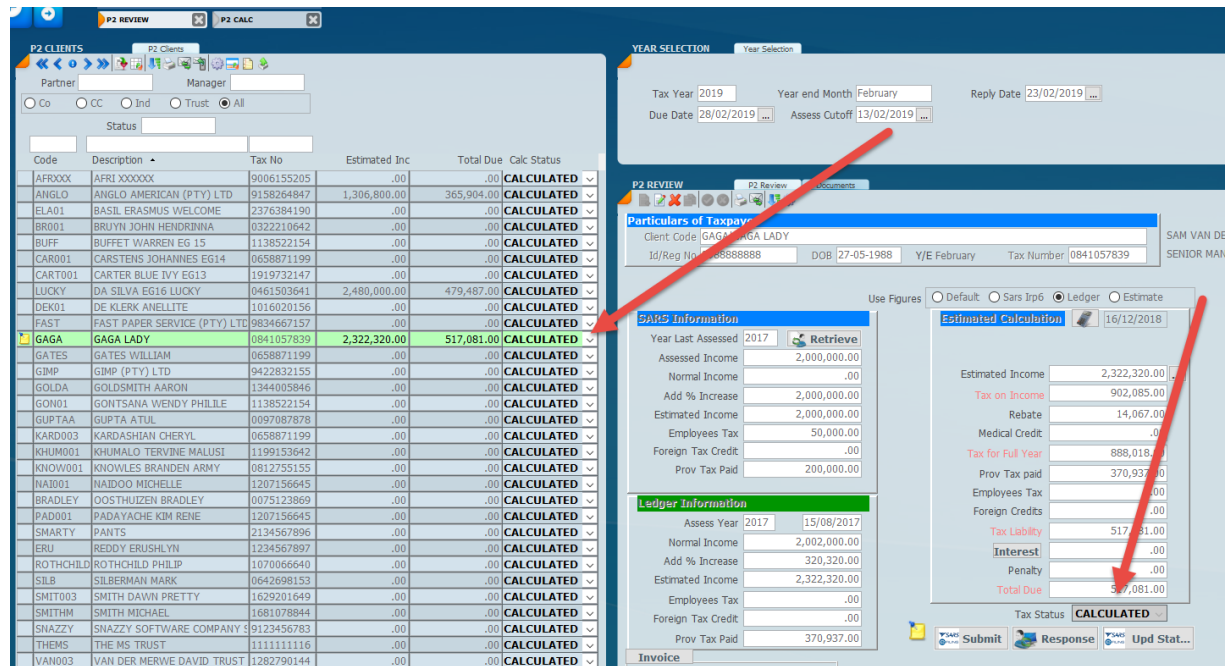 P2 REVIEW P2 CALC
P2 CLIENTS P2 Clients
Partner Manager
Co CC Ind Trust All
Status
Code Description Tax No Estimated Inc Total Due Calc Status
AFRXXX AFRI XXXXXX 9006155205 .00 .00 CALCULATED
ANGLO ANGLO AMERICAN (PTY) LTD 9158264847 1,306,800.00 365,904.00 CALCULATED
ELA01 BASIL ERASMUS WELCOME 2376384190 .00 .00 CALCULATED
BR001 BRUYN JOHN HENDRINNA 0322210642 .00 .00 CALCULATED
BUFF BUFFET WARREN EG 15 1138522154 .00 .00 CALCULATED
CAR001 CARSTENS JOHANNES EG14 0658871199 .00 .00 CALCULATED
CART001 CARTER BLUE IVY EG13 1919732147 .00 .00 CALCULATED
LUCKY DA SILVA EG16 LUCKY 0461503641 2,480,000.00 479,487.00 CALCULATED
DEK01 DE KLERK ANELLITE 1016020156 .00 .00 CALCULATED
FAST FAST PAPER SERVICE (PTY) LTD 9834667157 .00 .00 CALCULATED
GAGA GAGA LADY 0841057839 2,322,320.00 517,081.00 CALCULATED
GATES GATES WILLIAM 0658871199 .00 .00 CALCULATED
GIMP GIMP (PTY) LTD 9422832155 .00 .00 CALCULATED
GOLDA GOLDSMITH AARON 1344005846 .00 .00 CALCULATED
GON01 GONTSANA WENDY PHILILE 1138522154 .00 .00 CALCULATED
GUPTAA GUPTA ATUL 0097087878 .00 .00 CALCULATED
KARD003 KARDASHIAN CHERYL 0658871199 .00 .00 CALCULATED
KHUM001 KHUMALO TERVINE MALUSI 1199153642 .00 .00 CALCULATED
KNOW001 KNOWLES BRANDEN ARMY 0812755155 .00 .00 CALCULATED
NAI001 NAIDOO MICHELLE 1207156645 .00 .00 CALCULATED
BRADLEY OOSTHUIZEN BRADLEY 0075123869 .00 .00 CALCULATED
PAD001 PADAYACHE KIM RENE 1207156645 .00 .00 CALCULATED
SMARTY PANTS 2134567896 .00 .00 CALCULATED
ERU REDDY ERUSHLYN 1234567897 .00 .00 CALCULATED
ROTHCHILD ROTHCHILD PHILIP 1070066640 .00 .00 CALCULATED
SILB SILBERMAN MARK 0642698153 .00 .00 CALCULATED
SMIT003 SMITH DAWN PRETTY 1629201649 .00 .00 CALCULATED
SMITHM SMITH MICHAEL 1681078844 .00 .00 CALCULATED
SNAZZY SNAZZY SOFTWARE COMPANY S 9123456783 .00 .00 CALCULATED
THEMS THE MS TRUST 1111111116 .00 .00 CALCULATED
VAN003 VAN DER MERWE DAVID TRUST 1282790144 .00 .00 CALCULATED
YEAR SELECTION Year Selection
Tax Year 2019 Year end Month February Reply Date 23/02/2019 ...
Due Date 28/02/2019 ... Assess Cutoff 13/02/2019 ...
P2 REVIEW P2 Review Documents
Particulars of Taxpayer
Client Code GAGA GAGA LADY SAM VAN DE
Id/Reg No DOB 27-05-1988 Y/E February Tax Number 0841057839 SENIOR MAN
Use Figures Default Sars Irp6 Ledger Estimate
SARS Information
Year Last Assessed 2017 Retrieve
Assessed Income 2,000,000.00
Normal Income .00
Add % Increase 2,000,000.00
Estimated Income 2,000,000.00
Employees Tax 50,000.00
Foreign Tax Credit .00
Prov Tax Paid 200,000.00
Ledger Information
Assess Year 2017 15/08/2017
Normal Income 2,002,000.00
Add % Increase 320,320.00
Estimated Income 2,322,320.00
Employees Tax .00
Foreign Tax Credit .00
Prov Tax Paid 370,937.00
Invoice
Estimated Calculation 16/12/2018
Estimated Income 2,322,320.00
Tax on Income 902,085.00
Rebate 14,067.00
Medical Credit .00
Tax for Full Year 888,018.00
Prov Tax paid 370,937.00
Employees Tax .00
Foreign Credits .00
Tax Liability 517,081.00
Interest .00
Penalty .00
Total Due 517,081.00
Tax Status CALCULATED
Submit Response Upd Stat...